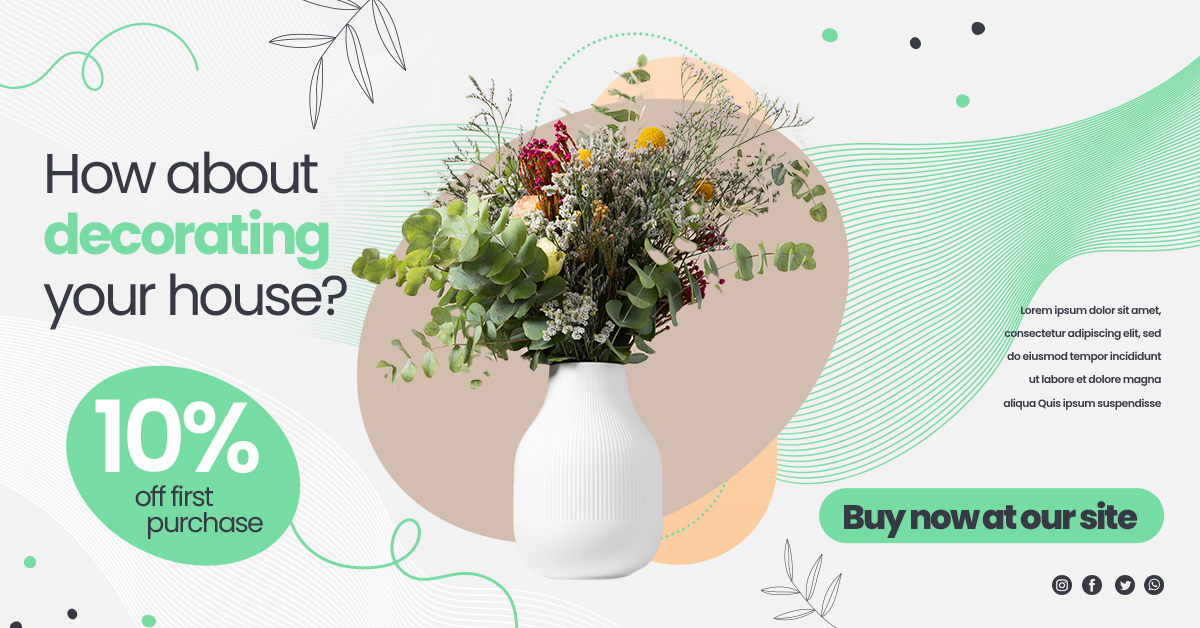 How about
decorating
your house?
10%
off first
purchase
Lorem ipsum dolor sit amet,
consectetur adipiscing elit, sed
do eiusmod tempor incididunt
ut labore et dolore magna
aliqua Quis ipsum suspendisse
Buy now at our site